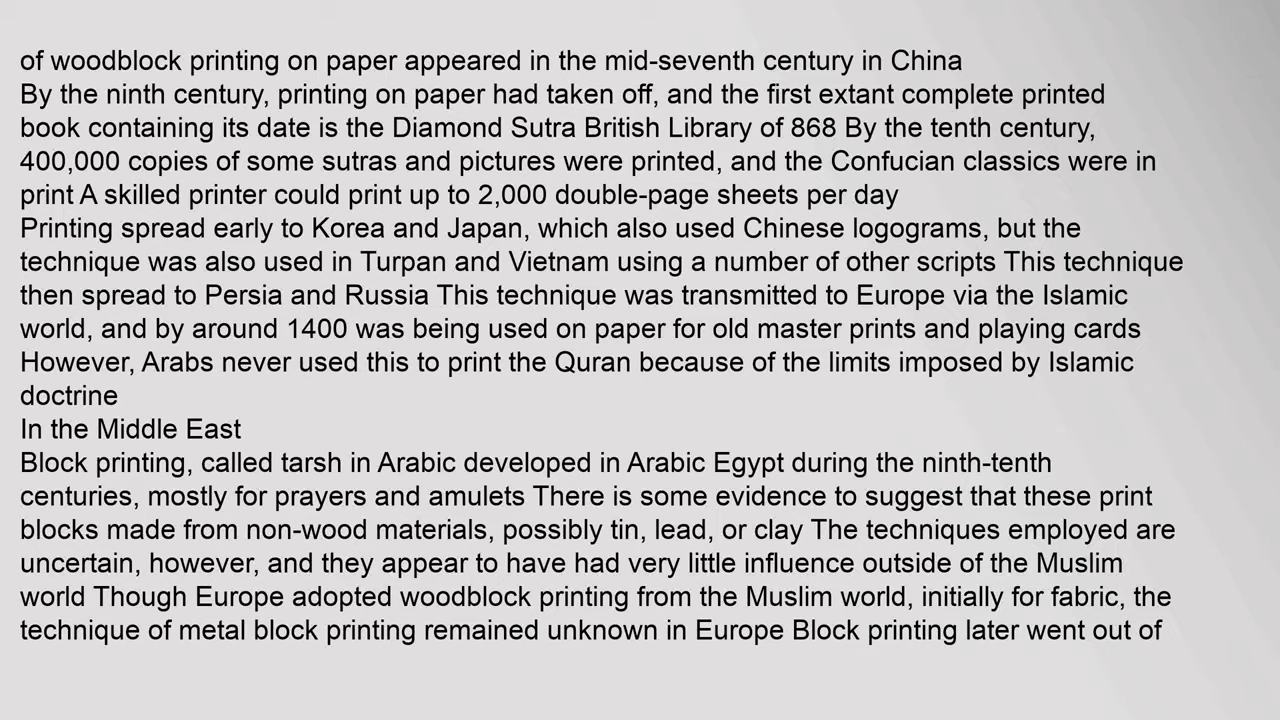 of woodblock printing on paper appeared in the mid-seventh century in China
By the ninth century, printing on paper had taken off, and the first extant complete printed
book containing its date is the Diamond Sutra British Library of 868 By the tenth century,
400,000 copies of some sutras and pictures were printed, and the Confucian classics were in
print A skilled printer could print up to 2,000 double-page sheets per day
Printing spread early to Korea and Japan, which also used Chinese logograms, but the
technique was also used in Turpan and Vietnam using a number of other scripts This technique
then spread to Persia and Russia This technique was transmitted to Europe via the Islamic
world, and by around 1400 was being used on paper for old master prints and playing cards
However, Arabs never used this to print the Quran because of the limits imposed by Islamic
doctrine
In the Middle East
Block printing, called tarsh in Arabic developed in Arabic Egypt during the ninth-tenth
centuries, mostly for prayers and amulets There is some evidence to suggest that these print
blocks made from non-wood materials, possibly tin, lead, or clay The techniques employed are
uncertain, however, and they appear to have had very little influence outside of the Muslim
world Though Europe adopted woodblock printing from the Muslim world, initially for fabric, the
technique of metal block printing remained unknown in Europe Block printing later went out of